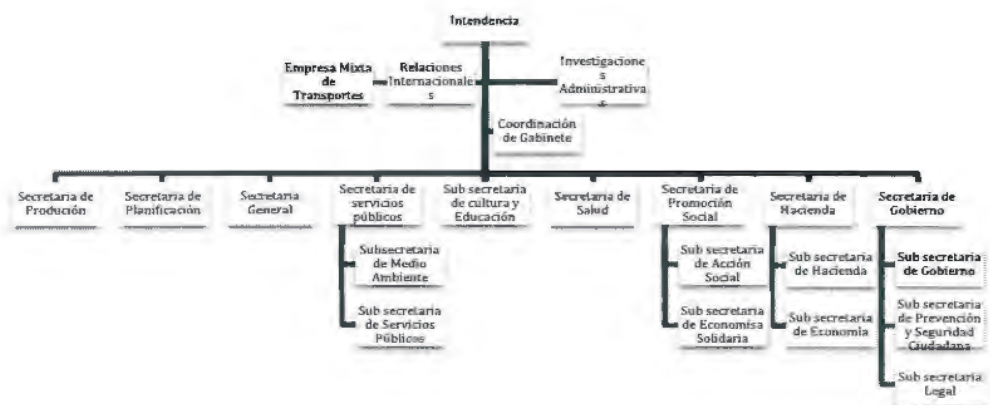 Intendencia
Empresa Mixta
de
Transportes
Relaciones
Internacionale
s
Investigacione
s
Administrativa
s
Coordinación
de Gabinete
Secretaria de
Produción
Secretaria de
Planificación
Secretaria
General
Secretaria de
servicios
públicos
Sub secretaria
de cultura y
Educación
Secretaria de
Salud
Secretaria de
Promoción
Social
Secretaria de
Hacienda
Secretaria de
Gobierno
Subsecretaria
de Medio
Ambiente
Sub secretaria
de Servicios
Públicos
Sub secretaria
de Acción
Social
Sub secretaria
de Economísa
Solidaria
Sub secretaria
de Hacienda
Sub secretaria
de Economía
Sub secretaria
de Gobierno
Sub secretaria
de Prevención
y Seguridad
Ciudadana
Sub secretaria
Legal